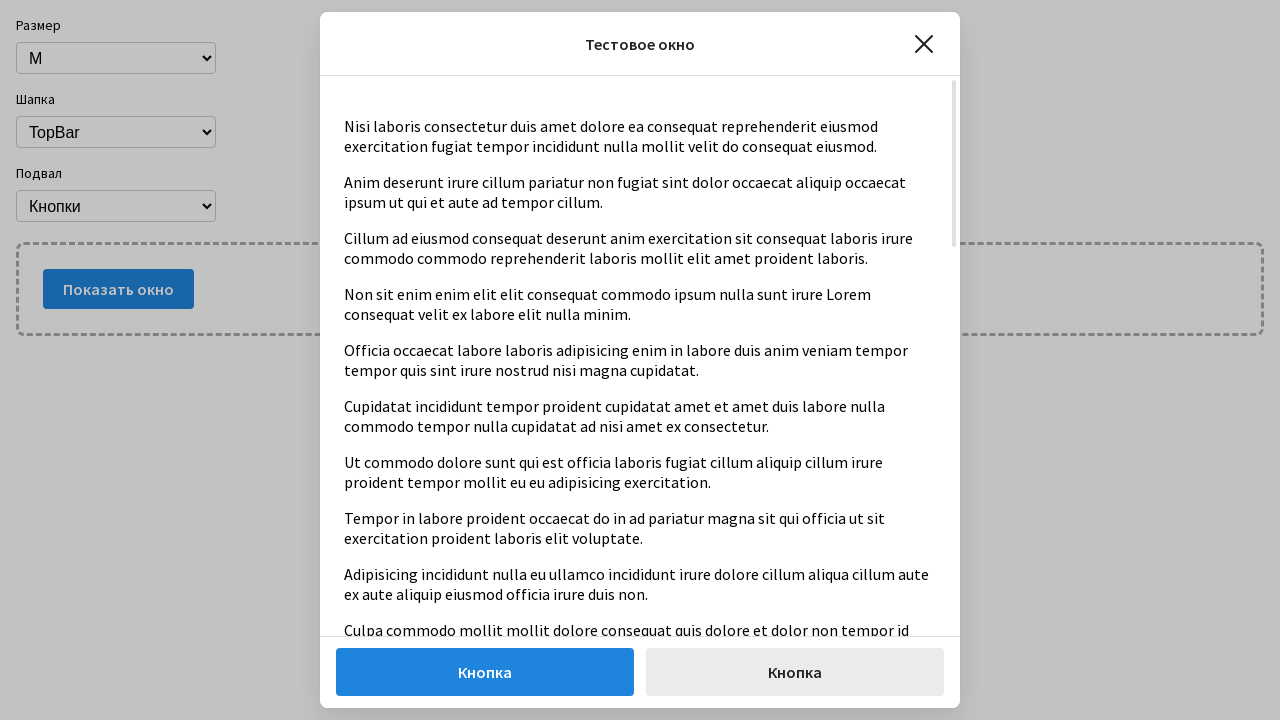 Размер
M
Шапка
TopBar
Подвал
Кнопки
Показать окно
Тестовое окно
Nisi laboris consectetur duis amet dolore ea consequat reprehenderit eiusmod
exercitation fugiat tempor incididunt nulla mollit velit do consequat eiusmod.
Anim deserunt irure cillum pariatur non fugiat sint dolor occaecat aliquip occaecat
ipsum ut qui et aute ad tempor cillum.
Cillum ad eiusmod consequat deserunt anim exercitation sit consequat laboris irure
commodo commodo reprehenderit laboris mollit elit amet proident laboris.
Non sit enim enim elit elit consequat commodo ipsum nulla sunt irure Lorem
consequat velit ex labore elit nulla minim.
Officia occaecat labore laboris adipisicing enim in labore duis anim veniam tempor
tempor quis sint irure nostrud nisi magna cupidatat.
Cupidatat incididunt tempor proident cupidatat amet et amet duis labore nulla
commodo tempor nulla cupidatat ad nisi amet ex consectetur.
Ut commodo dolore sunt qui est officia laboris fugiat cillum aliquip cillum irure
proident tempor mollit eu eu adipisicing exercitation.
Tempor in labore proident occaecat do in ad pariatur magna sit qui officia ut sit
exercitation proident laboris elit voluptate.
Adipisicing incididunt nulla eu ullamco incididunt irure dolore cillum aliqua cillum aute
ex aute aliquip eiusmod officia irure duis non.
Culpa commodo mollit mollit dolore consequat quis dolore et dolor non tempor id
Кнопка
Кнопка